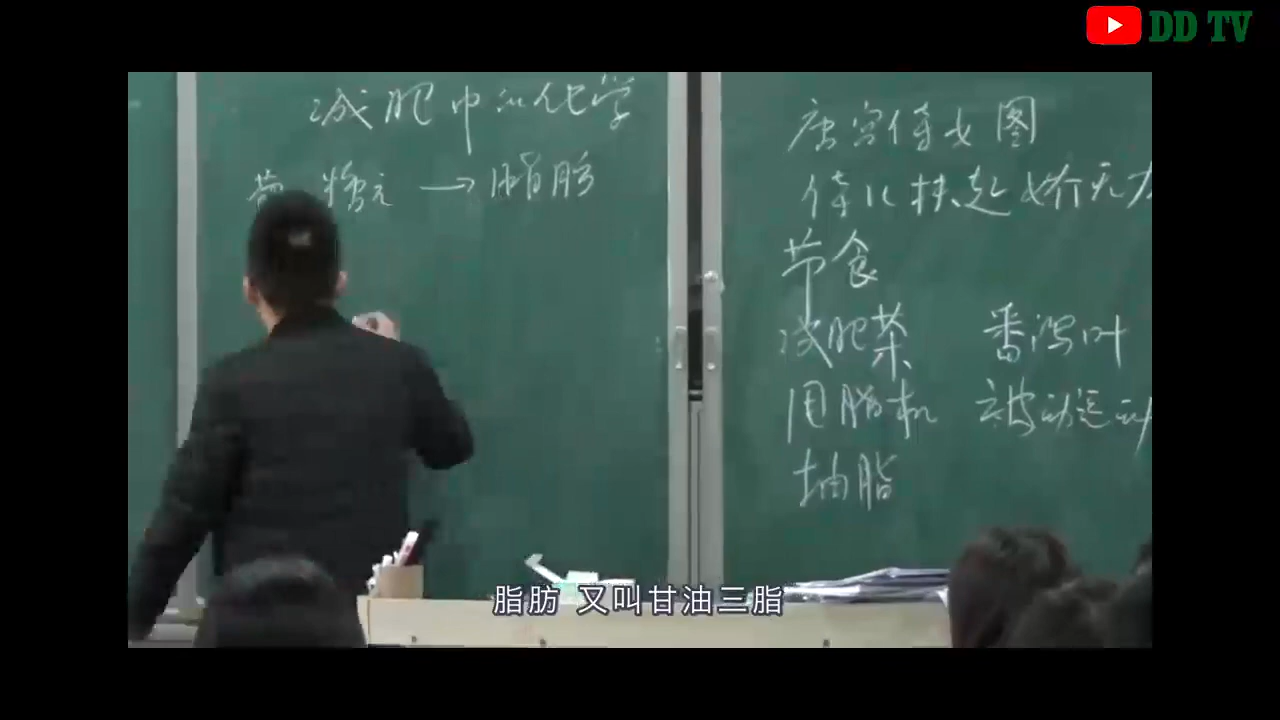 DD TV
减肥中的化学
糖元 → 脂肪
唐宫侍女图
侍儿扶起娇无力
节食
减肥茶 番泻叶
甩脂机 被动运动
抽脂
脂肪 又叫甘油三脂